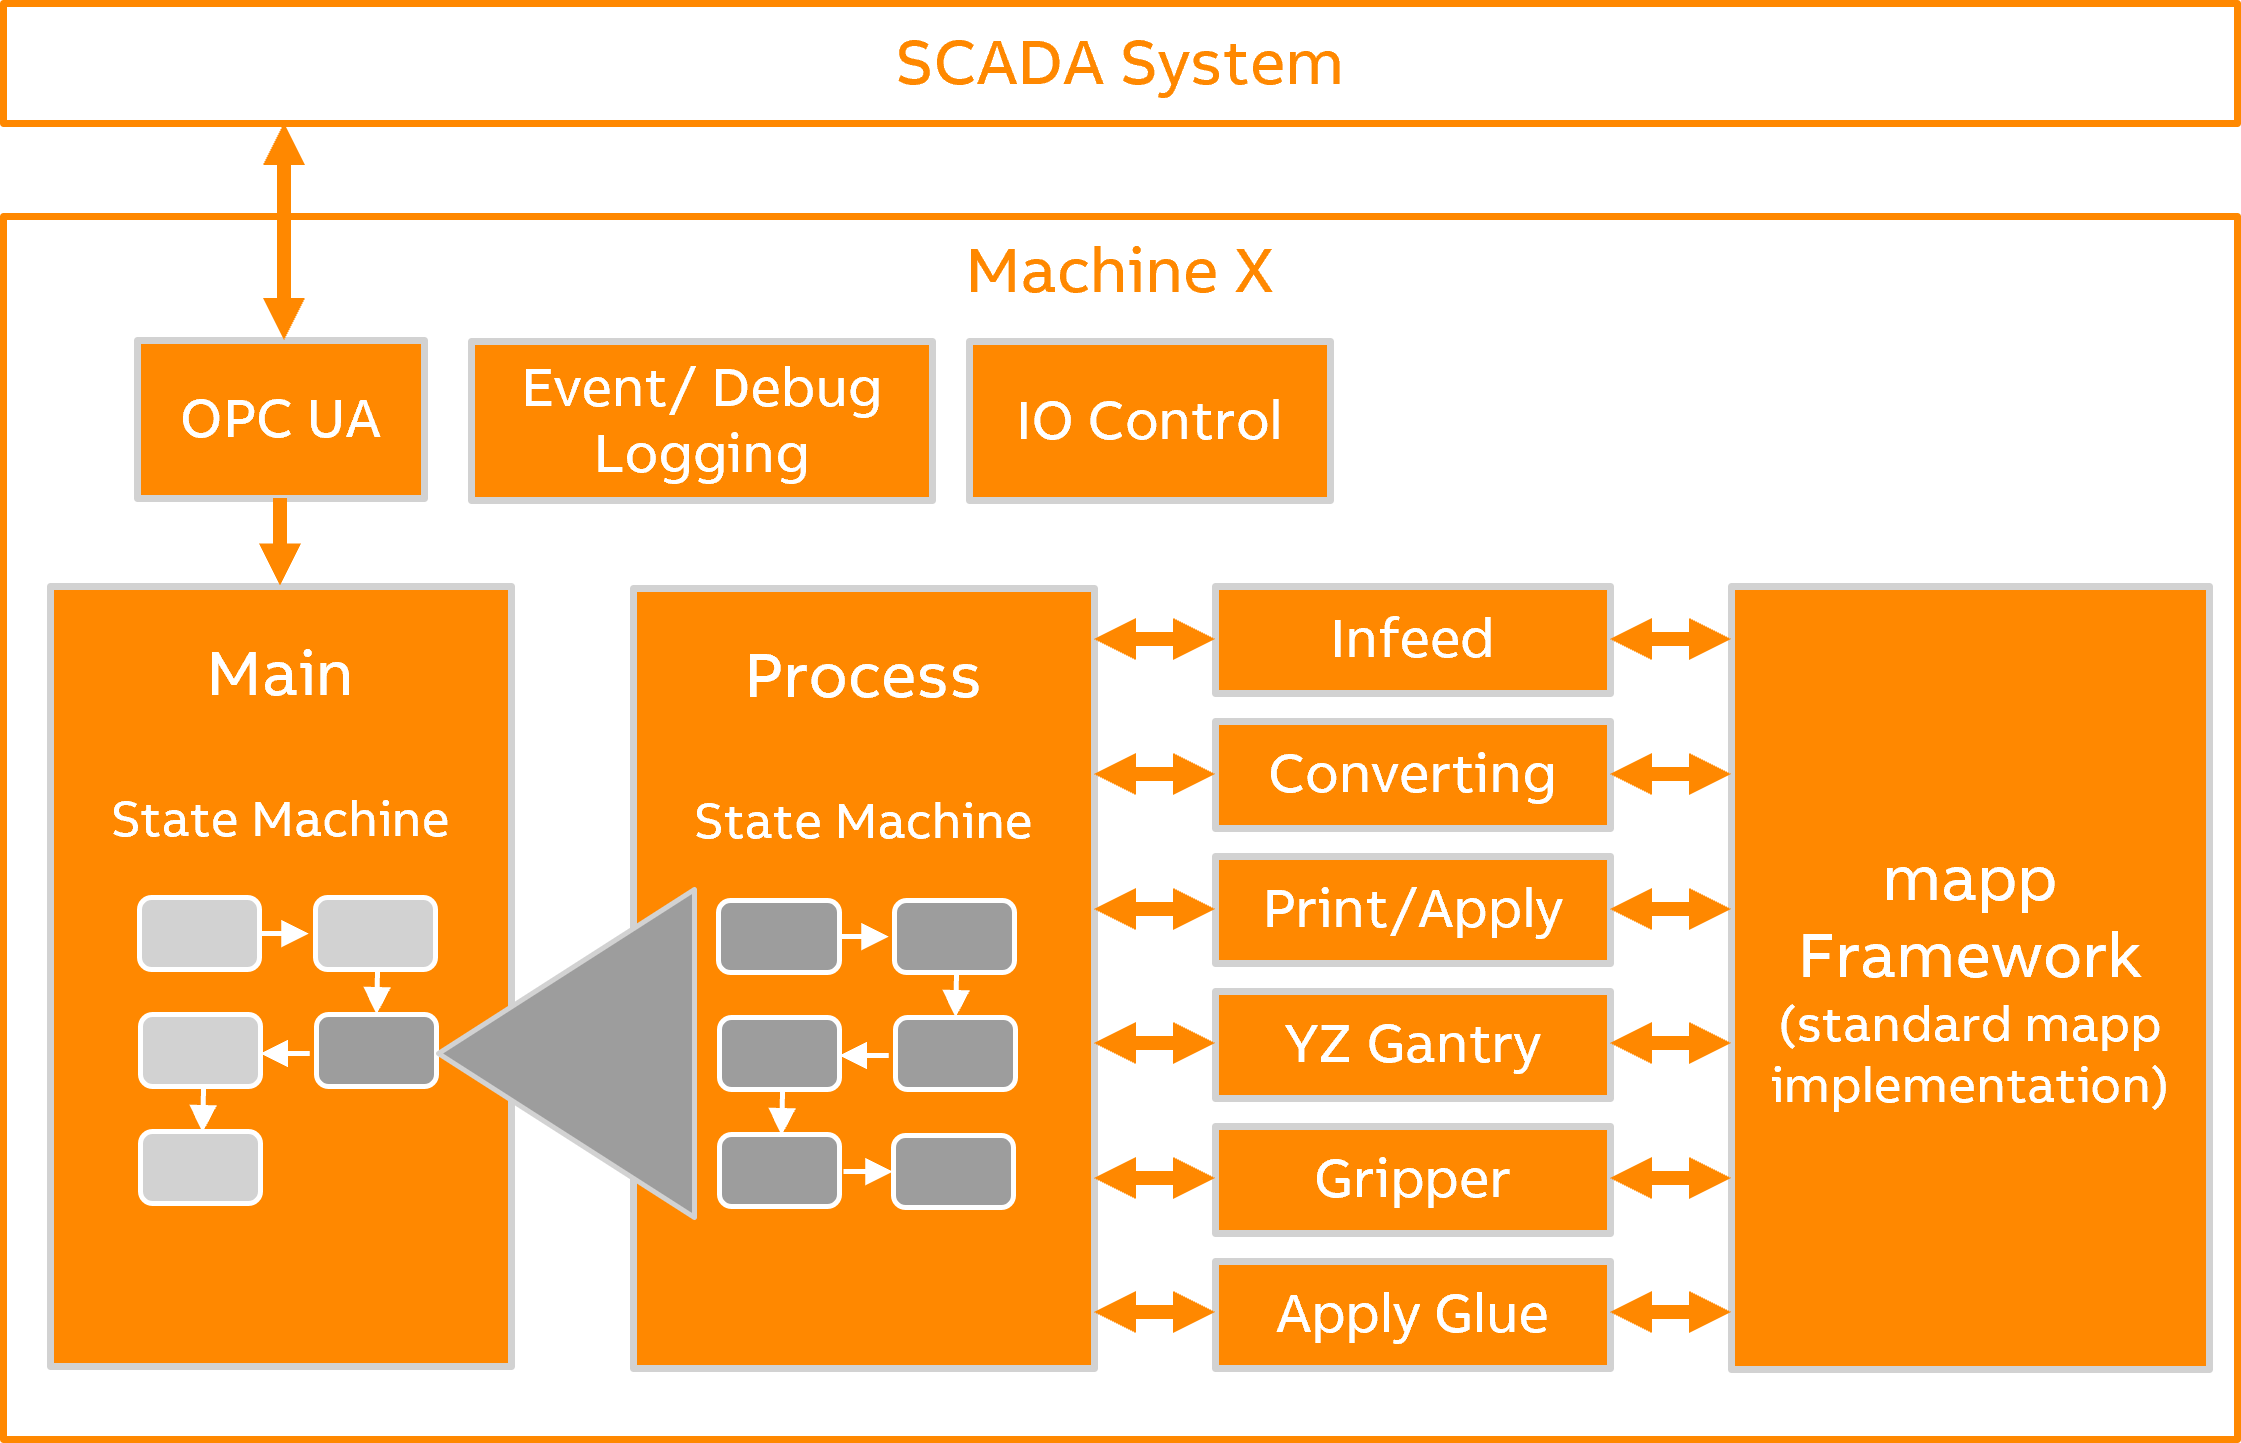 SCADA System
Machine X
OPC UA
Event/ Debug
Logging
IO Control
Main
State Machine
Process
State Machine
Infeed
Converting
Print/Apply
YZ Gantry
Gripper
Apply Glue
mapp
Framework
(standard mapp
implementation)